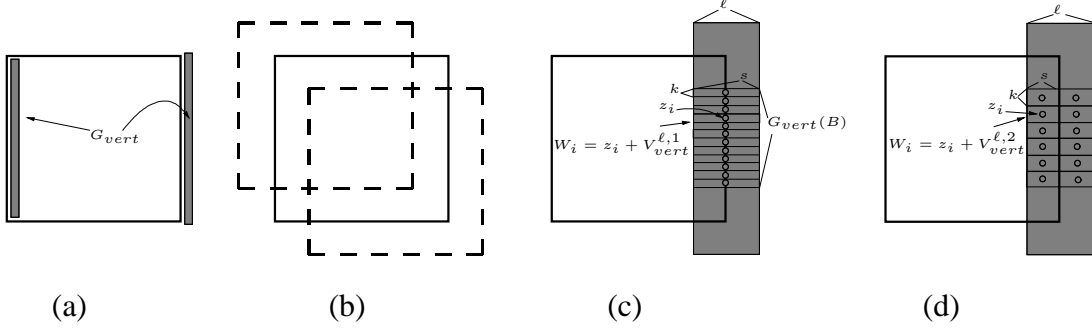 G_{vert}
(a)
(b)
ℓ
s
k
z_i
G_{vert}(B)
W_i = z_i + V_{vert}^{ℓ,1}
(c)
ℓ
s
k
z_i
W_i = z_i + V_{vert}^{ℓ,2}
(d)